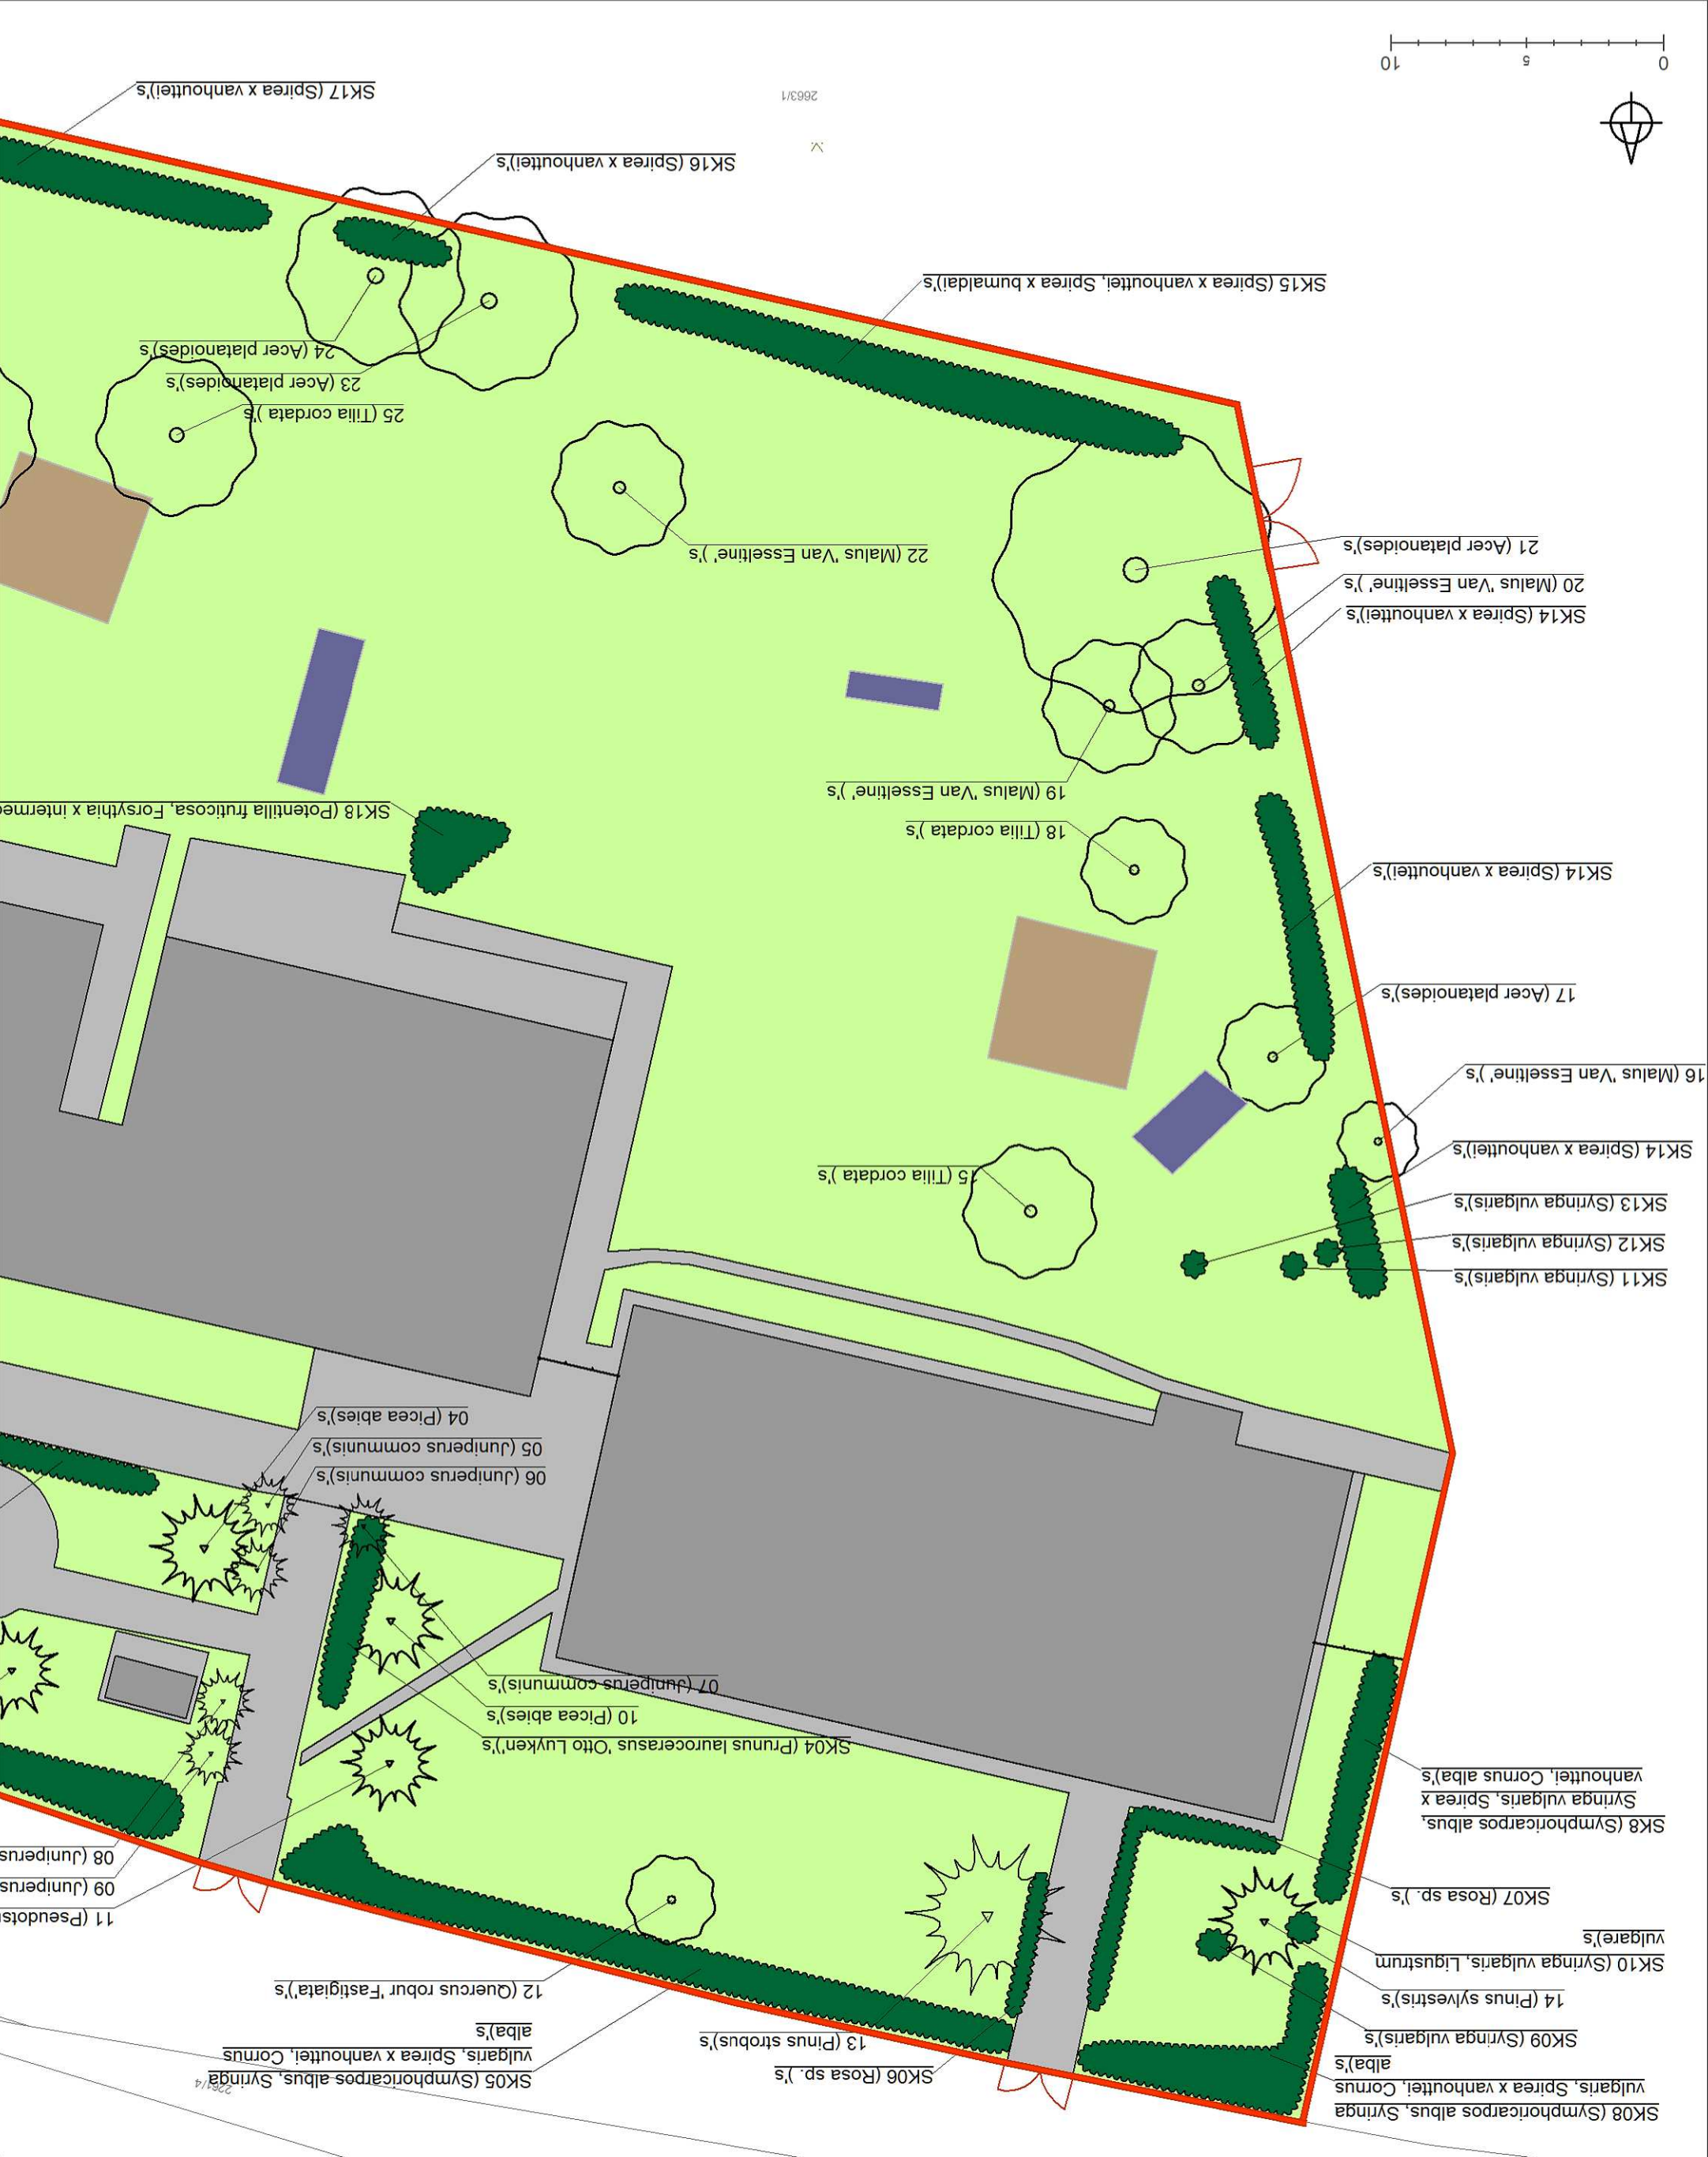 SK08 (Symphoricarpos albus, Syringa
vulgaris, Spirea x vanhouttei, Cornus
alba)'s
SK09 (Syringa vulgaris)'s
14 (Pinus sylvestris)'s
SK10 (Syringa vulgaris, Ligustrum
vulgare)'s
SK07 (Rosa sp. )'s
SK8 (Symphoricarpos albus,
Syringa vulgaris, Spirea x
vanhouttei, Cornus alba)'s
SK06 (Rosa sp. )'s
13 (Pinus strobus)'s
2261/4
SK05 (Symphoricarpos albus, Syringa
vulgaris, Spirea x vanhouttei, Cornus
alba)'s
12 (Quercus robur 'Fastigiata')'s
11 (Pseudots
09 (Juniperus
08 (Juniperus
SK04 (Prunus laurocerasus 'Otto Luyken')'s
10 (Picea abies)'s
07 (Juniperus communis)'s
06 (Juniperus communis)'s
05 (Juniperus communis)'s
04 (Picea abies)'s
SK11 (Syringa vulgaris)'s
SK12 (Syringa vulgaris)'s
SK13 (Syringa vulgaris)'s
SK14 (Spirea x vanhouttei)'s
15 (Tilia cordata )'s
16 (Malus 'Van Esseltine' )'s
17 (Acer platanoides)'s
SK14 (Spirea x vanhouttei)'s
18 (Tilia cordata )'s
SK18 (Potentilla fruticosa, Forsythia x interme
19 (Malus 'Van Esseltine' )'s
SK14 (Spirea x vanhouttei)'s
20 (Malus 'Van Esseltine' )'s
21 (Acer platanoides)'s
22 (Malus 'Van Esseltine' )'s
25 (Tilia cordata )'s
23 (Acer platanoides)'s
24 (Acer platanoides)'s
SK15 (Spirea x vanhouttei, Spirea x bumaldai)'s
SK16 (Spirea x vanhouttei)'s
V.
2663/1
SK17 (Spirea x vanhouttei)'s
0 5 10